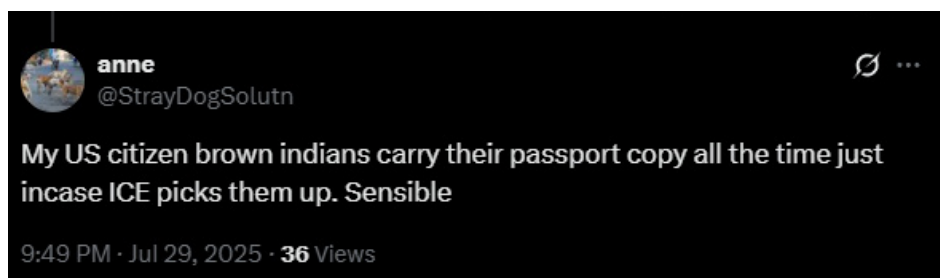 anne
@StrayDogSolutn
My US citizen brown indians carry their passport copy all the time just
incase ICE picks them up. Sensible
9:49 PM · Jul 29, 2025 · 36 Views